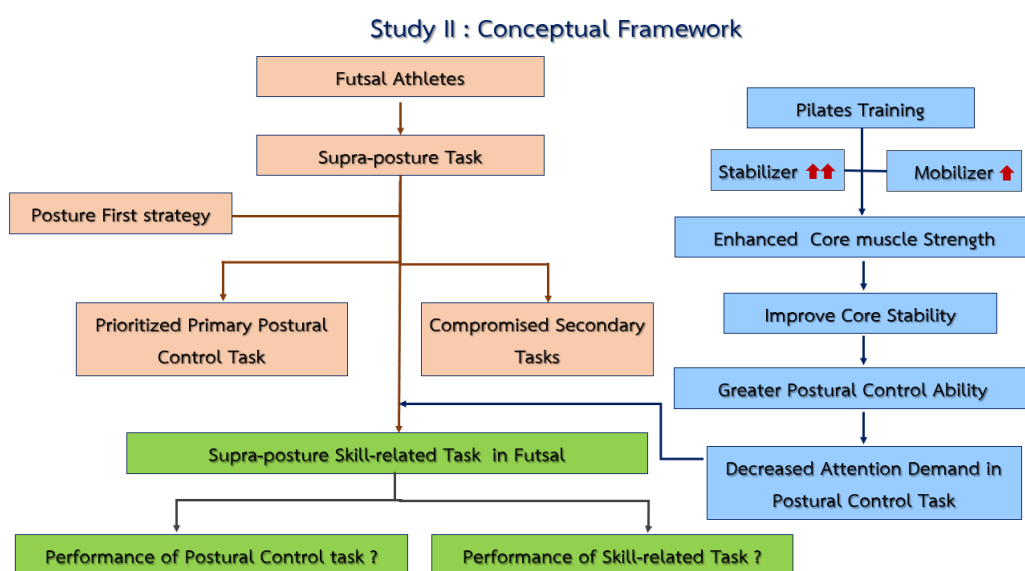 Study II : Conceptual Framework
Futsal Athletes
Supra-posture Task
Posture First strategy
Prioritized Primary Postural
Control Task
Compromised Secondary
Tasks
Supra-posture Skill-related Task in Futsal
Performance of Postural Control task ?
Performance of Skill-related Task ?
Pilates Training
Stabilizer
Mobilizer
Enhanced Core muscle Strength
Improve Core Stability
Greater Postural Control Ability
Decreased Attention Demand in
Postural Control Task